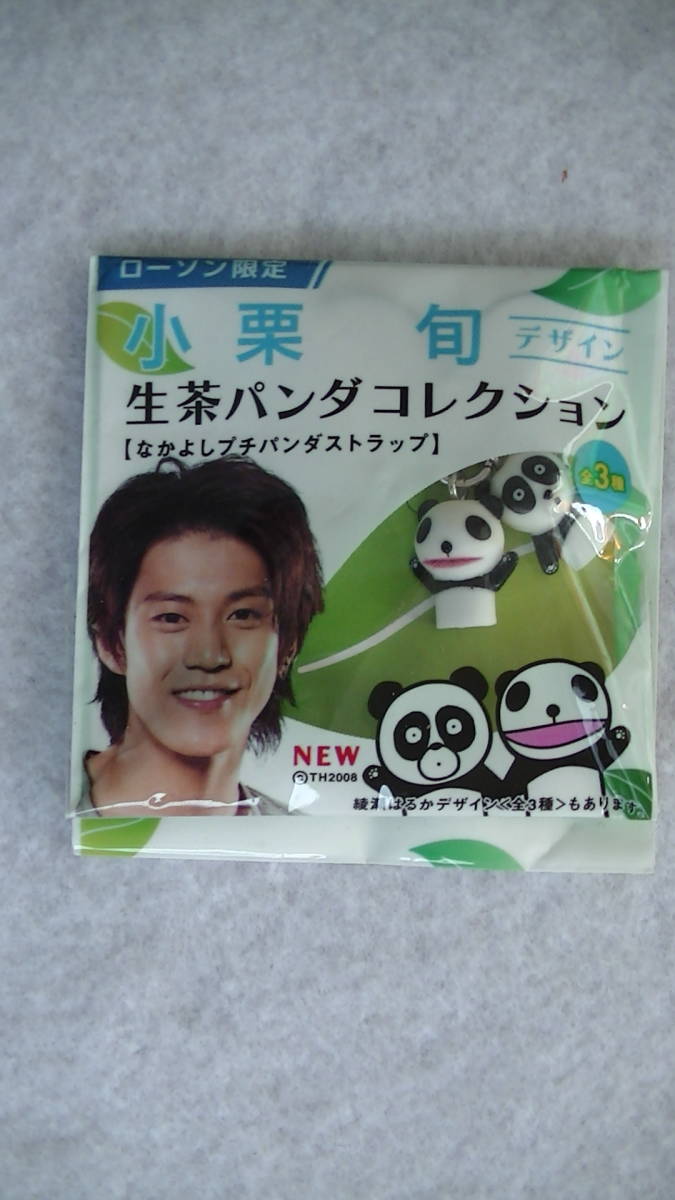 ローソン限定
小栗 旬 デザイン
生茶パンダコレクション
【なかよしプチパンダストラップ】
全3種
NEW
©TH2008
綾瀬はるかデザイン<全3種>もあります。